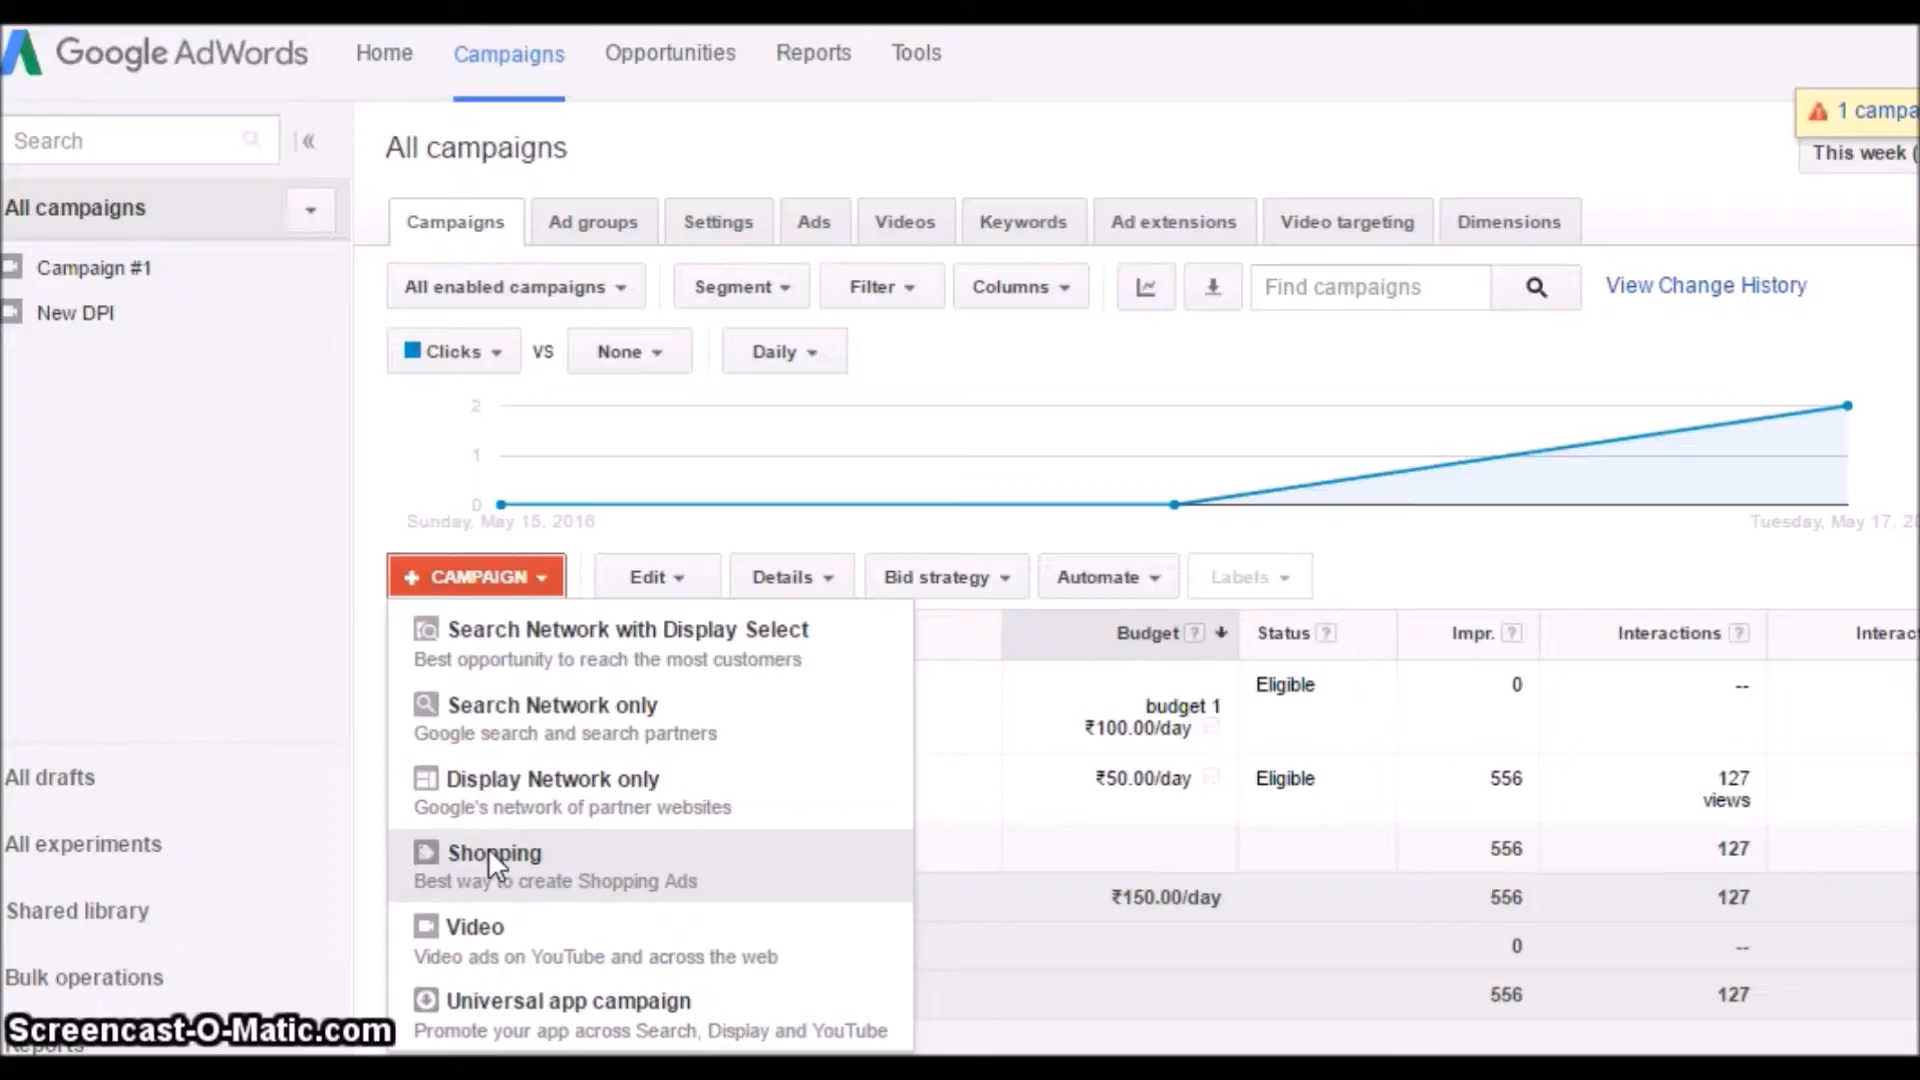 Google AdWords
Home Campaigns Opportunities Reports Tools
1 campa
Search
This week (
All campaigns
All campaigns
Campaigns Ad groups Settings Ads Videos Keywords Ad extensions Video targeting Dimensions
Campaign #1
New DPI
All enabled campaigns Segment Filter Columns Find campaigns View Change History
Clicks VS None Daily
2
1
0
Sunday, May 15, 2016 Tuesday, May 17, 20
+ CAMPAIGN Edit Details Bid strategy Automate Labels
Search Network with Display Select
Best opportunity to reach the most customers
Search Network only
Google search and search partners
Display Network only
Google's network of partner websites
Shopping
Best way to create Shopping Ads
Video
Video ads on YouTube and across the web
Universal app campaign
Promote your app across Search, Display and YouTube
Budget ? Status ? Impr. ? Interactions ? Interac
budget 1
₹100.00/day Eligible 0 --
₹50.00/day Eligible 556 127
views
556 127
₹150.00/day 556 127
0 --
556 127
All drafts
All experiments
Shared library
Bulk operations
Reports
Screencast-O-Matic.com